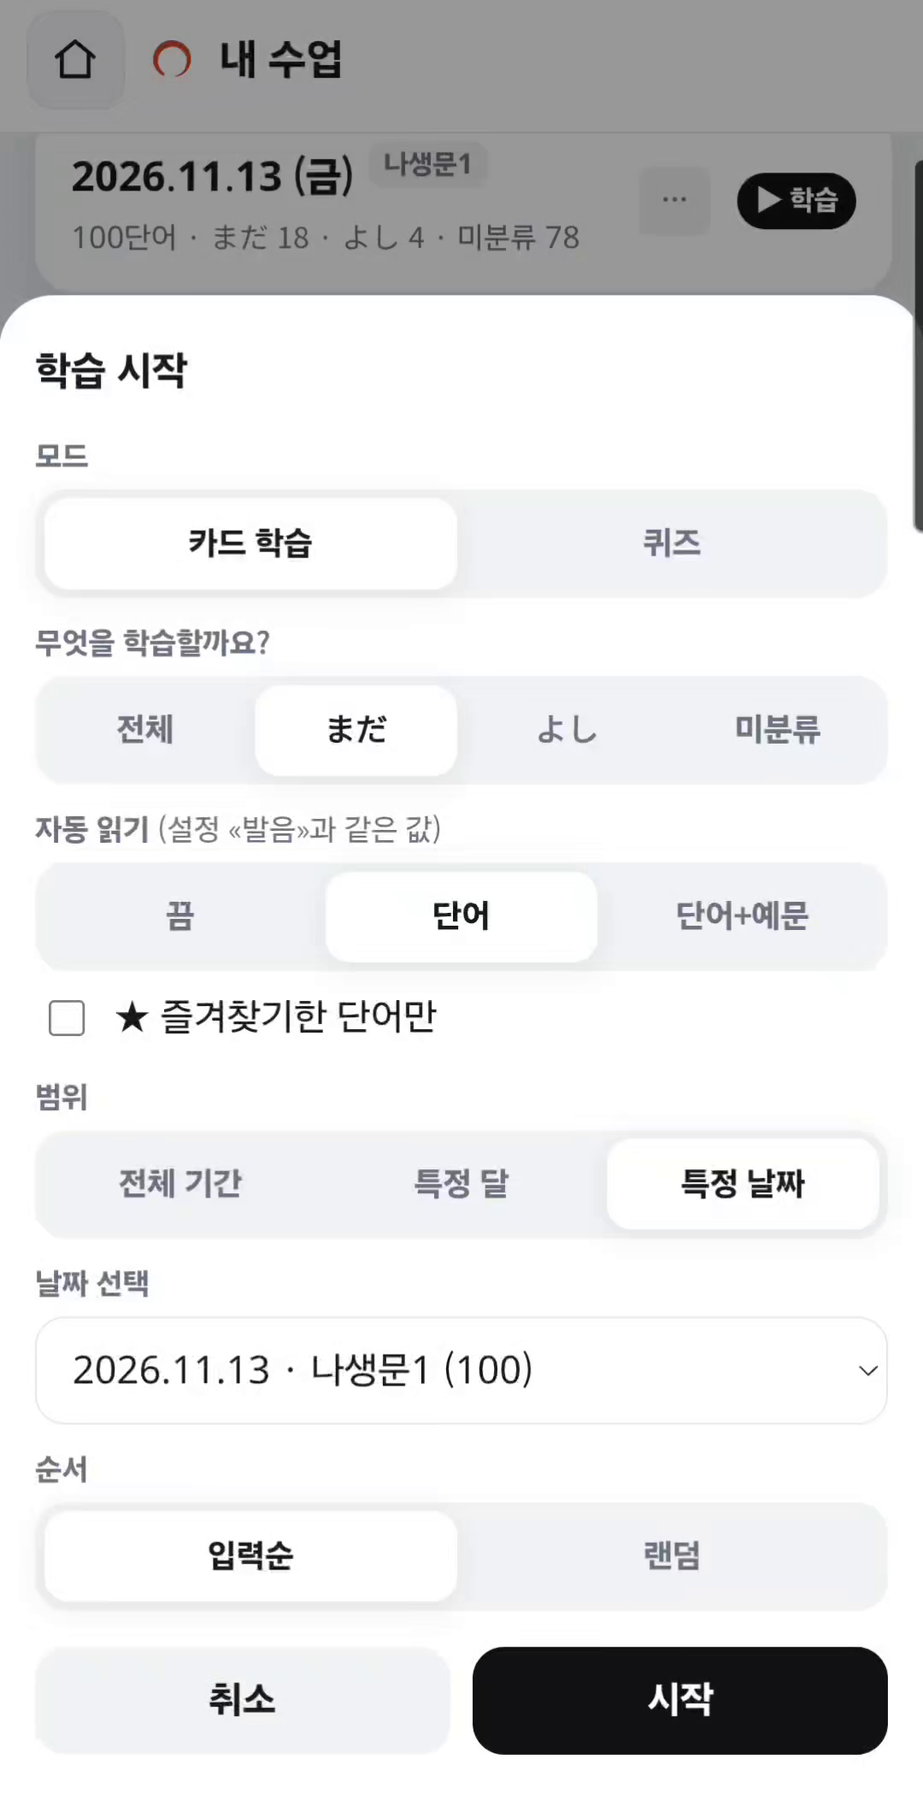 내 수업
2026.11.13 (금) 나생문1
100단어 · まだ 18 · よし 4 · 미분류 78
… ▶ 학습
학습 시작
모드
카드 학습 퀴즈
무엇을 학습할까요?
전체 まだ よし 미분류
자동 읽기 (설정 «발음»과 같은 값)
끔 단어 단어+예문
★ 즐겨찾기한 단어만
범위
전체 기간 특정 달 특정 날짜
날짜 선택
2026.11.13 · 나생문1 (100)
순서
입력순 랜덤
취소 시작